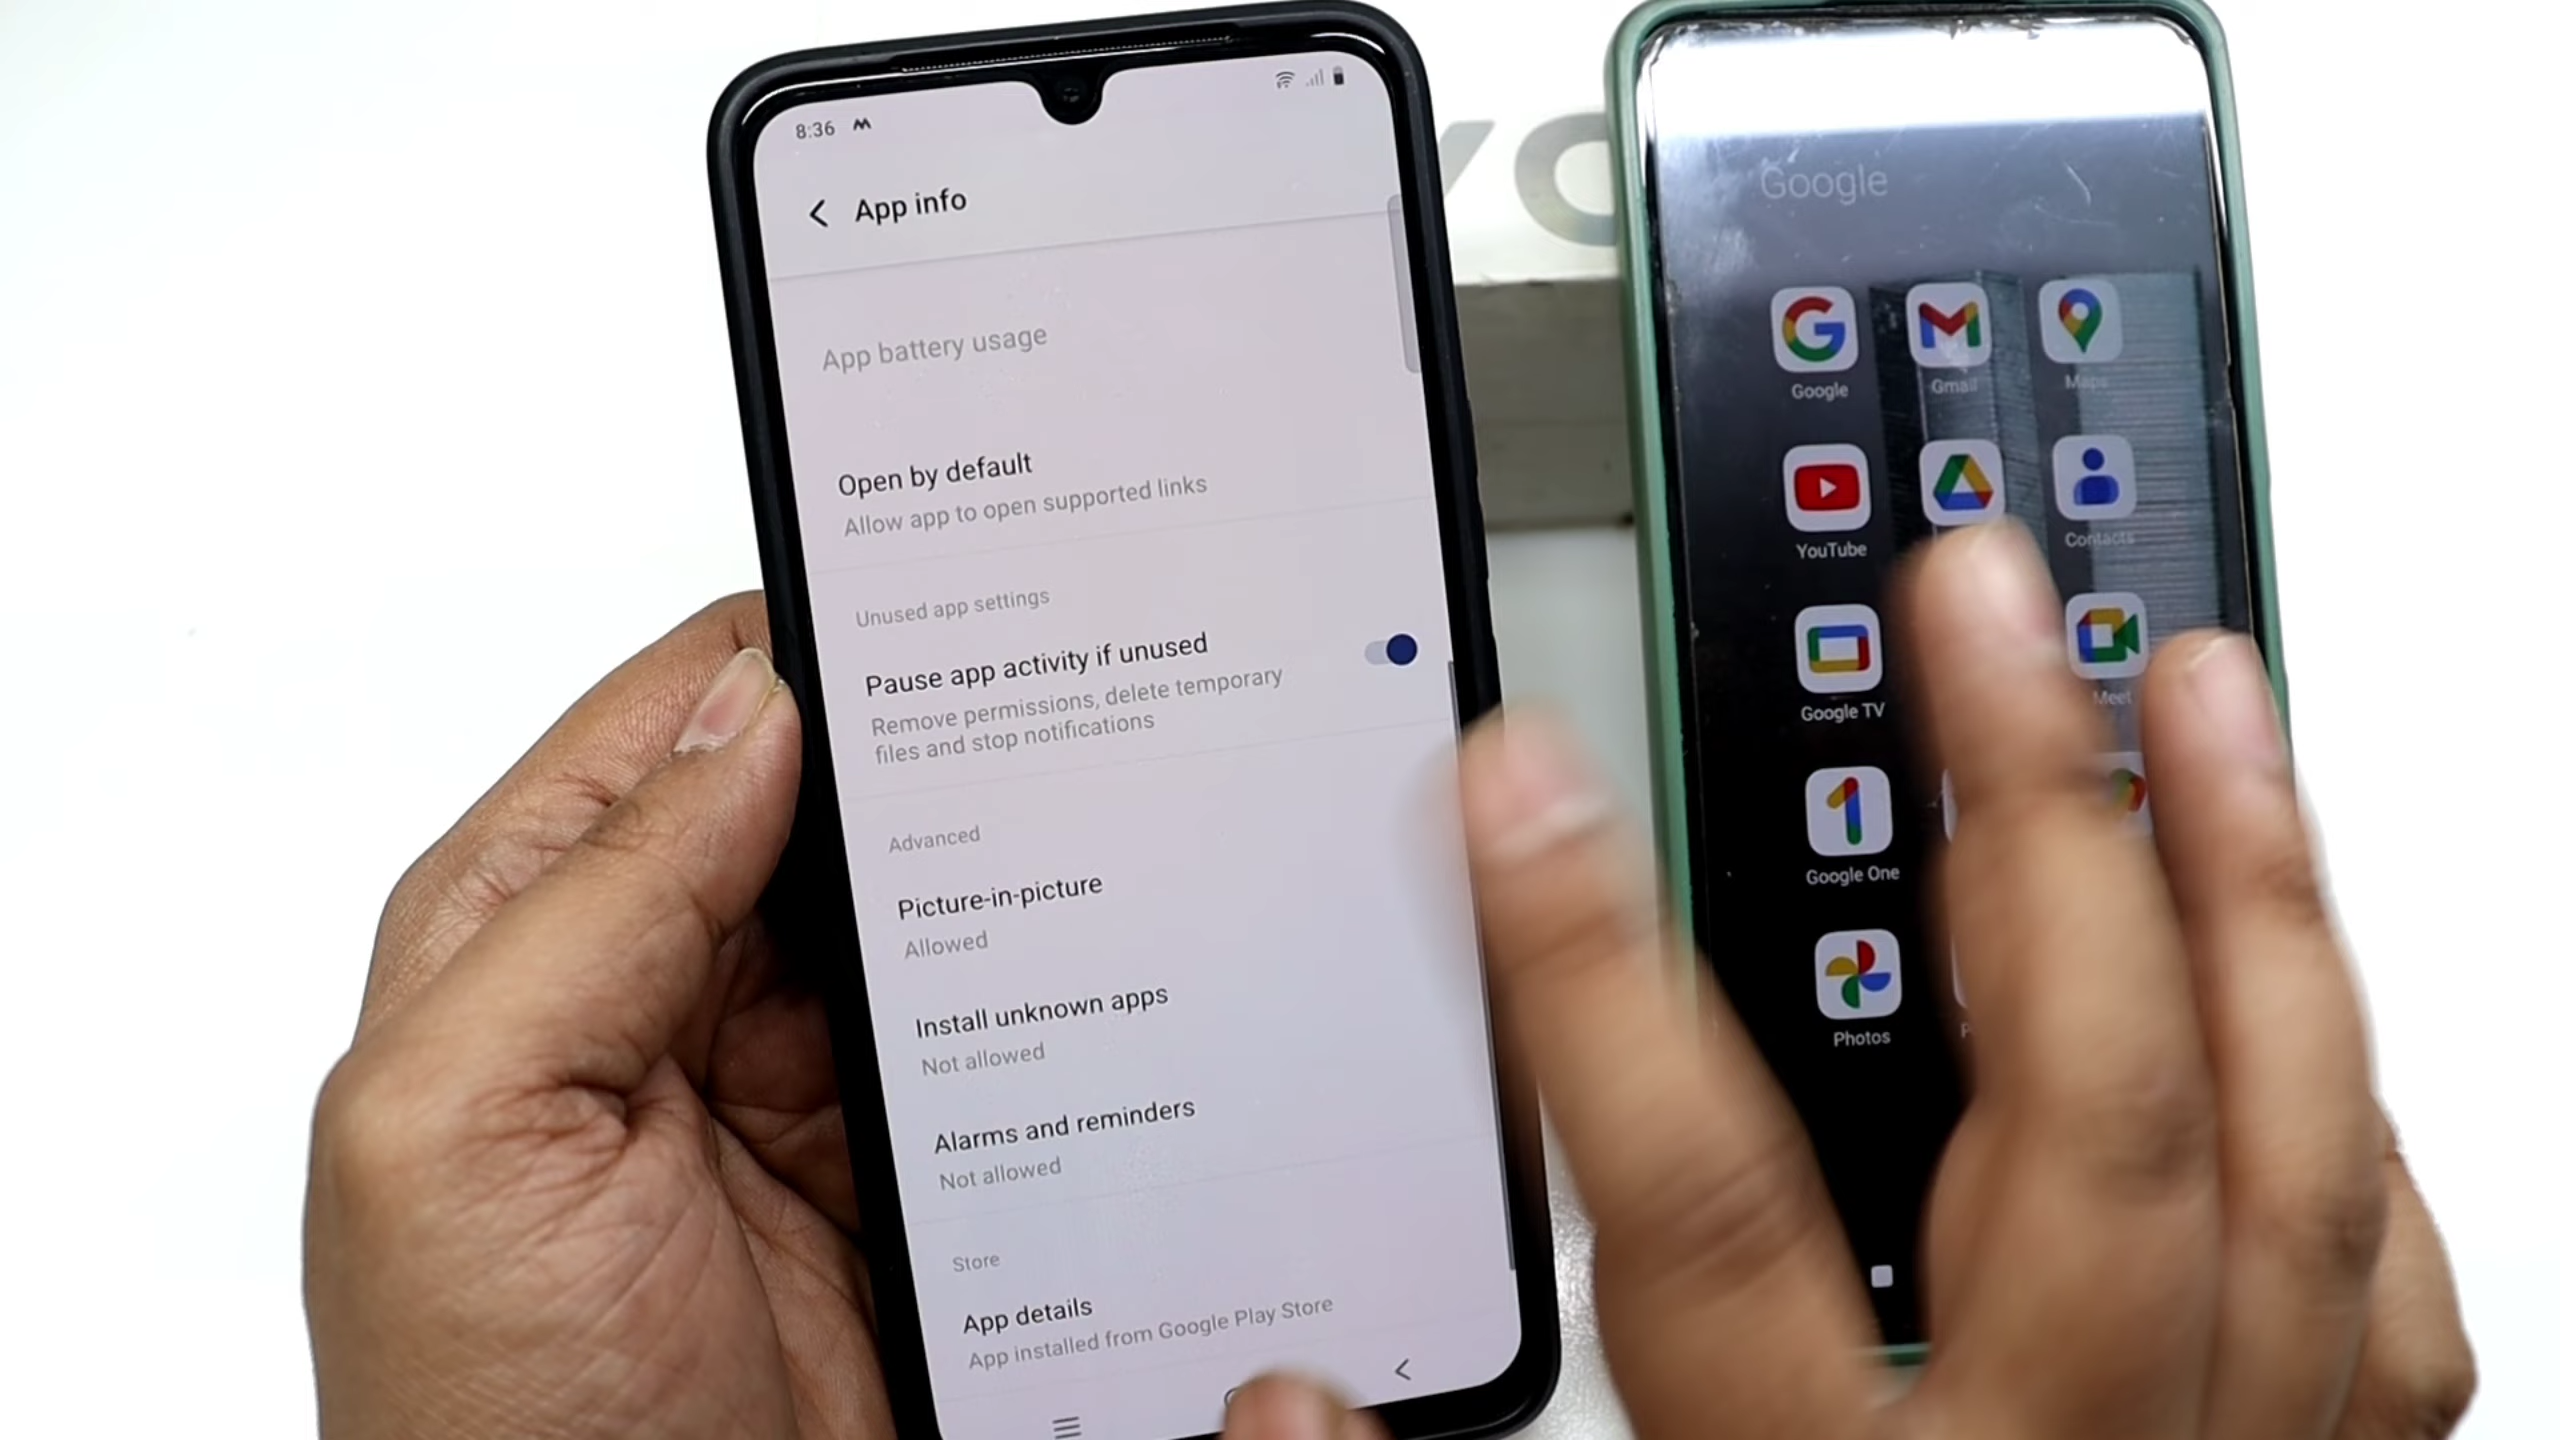 8:36
App info
App battery usage
Open by default
Allow app to open supported links
Unused app settings
Pause app activity if unused
Remove permissions, delete temporary
files and stop notifications
Advanced
Picture-in-picture
Allowed
Install unknown apps
Not allowed
Alarms and reminders
Not allowed
Store
App details
App installed from Google Play Store
Google
Google
Gmail
Maps
YouTube
Contacts
Google TV
Meet
Google One
Photos